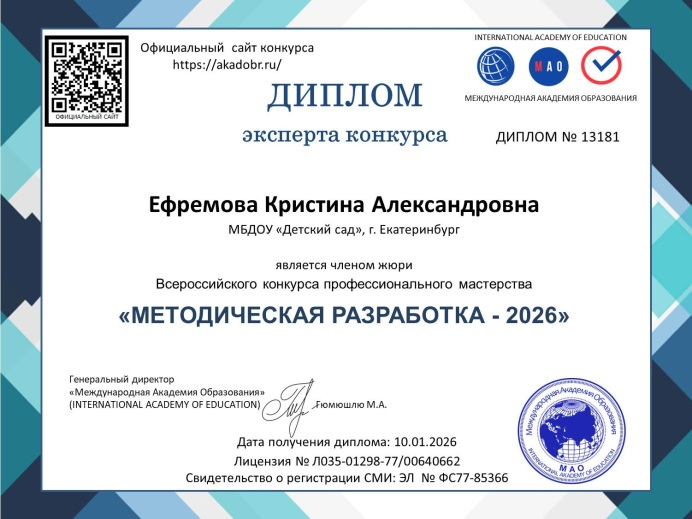 Официальный сайт конкурса
https://akadobr.ru/
ОФИЦИАЛЬНЫЙ САЙТ
INTERNATIONAL ACADEMY OF EDUCATION
МАО
МЕЖДУНАРОДНАЯ АКАДЕМИЯ ОБРАЗОВАНИЯ
ДИПЛОМ
эксперта конкурса
ДИПЛОМ № 13181
Ефремова Кристина Александровна
МБДОУ «Детский сад», г. Екатеринбург
является членом жюри
Всероссийского конкурса профессионального мастерства
«МЕТОДИЧЕСКАЯ РАЗРАБОТКА - 2026»
Генеральный директор
«Международная Академия Образования»
(INTERNATIONAL ACADEMY OF EDUCATION)
Гюмюшлю М.А.
Международная Академия Образования
МАО
INTERNATIONAL ACADEMY OF EDUCATION
Дата получения диплома: 10.01.2026
Лицензия № Л035-01298-77/00640662
Свидетельство о регистрации СМИ: ЭЛ № ФС77-85366